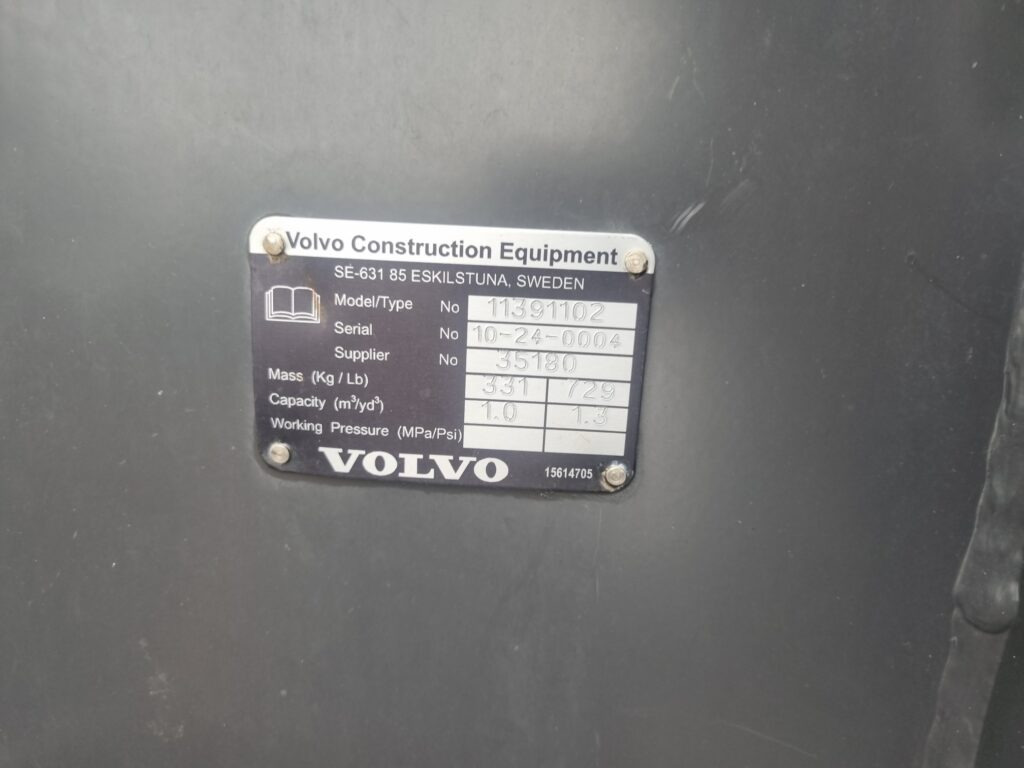 Volvo Construction Equipment
SE-631 85 ESKILSTUNA, SWEDEN
Model/Type No 11391102
Serial No 10-24-0004
Supplier No 35180
Mass (Kg / Lb) 331 729
Capacity (m³/yd³) 1.0 1.3
Working Pressure (MPa/Psi)
VOLVO 15614705